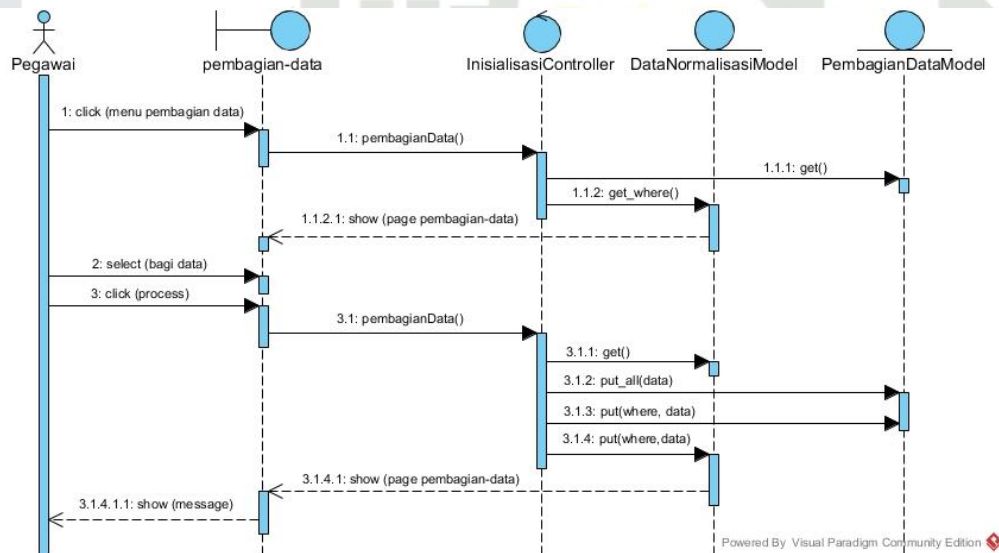 Pegawai
pembagian-data
InisialisasiController
DataNormalisasiModel
PembagianDataModel
1: click (menu pembagian data)
1.1: pembagianData()
1.1.1: get()
1.1.2: get_where()
1.1.2.1: show (page pembagian-data)
2: select (bagi data)
3: click (process)
3.1: pembagianData()
3.1.1: get()
3.1.2: put_all(data)
3.1.3: put(where, data)
3.1.4: put(where,data)
3.1.4.1: show (page pembagian-data)
3.1.4.1.1: show (message)
Powered By Visual Paradigm Community Edition